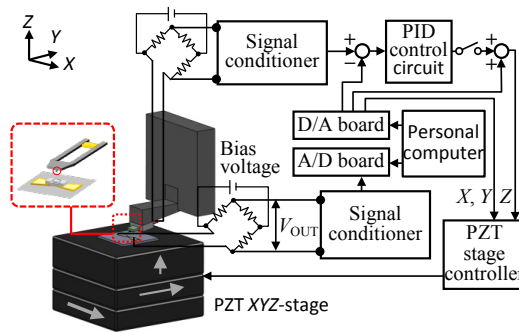 Z
Y
X
Signal
conditioner
+
−
PID
control
circuit
+
+
D/A board
A/D board
Personal
computer
Bias
voltage
V_OUT
Signal
conditioner
X, Y
Z
PZT
stage
controller
PZT XYZ-stage